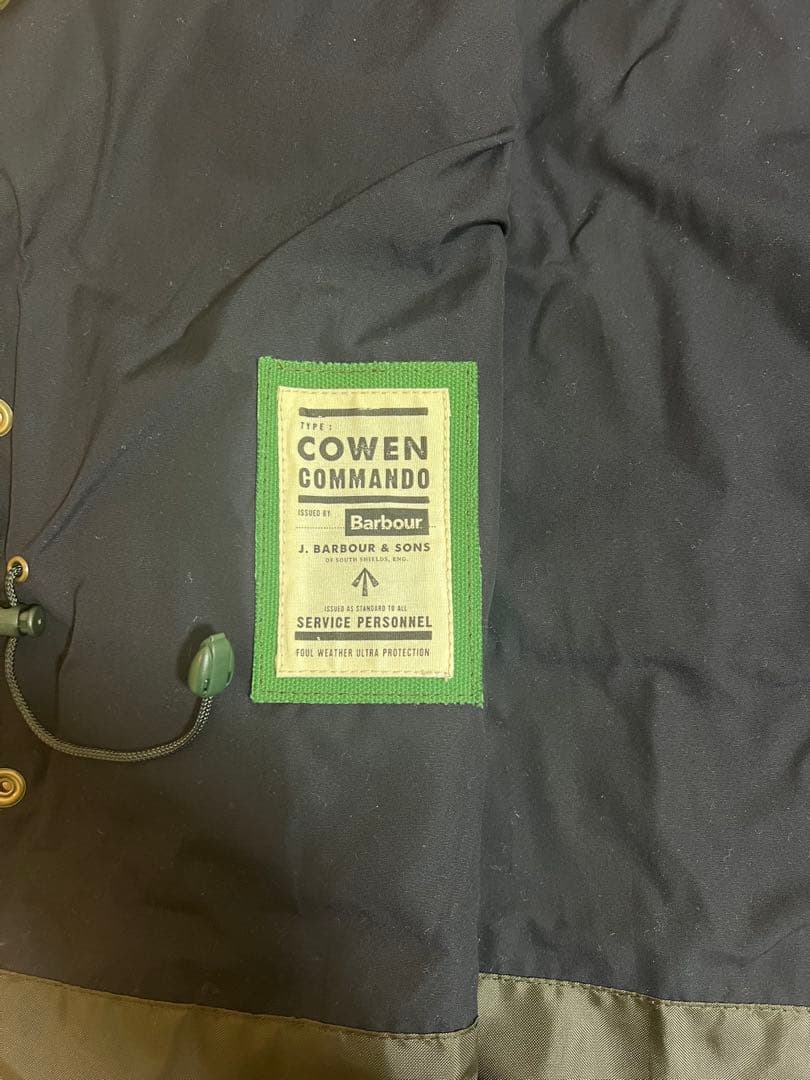 TYPE :
COWEN
COMMANDO
ISSUED BY Barbour
J. BARBOUR & SONS
OF SOUTH SHIELDS, ENG.
ISSUED AS STANDARD TO ALL
SERVICE PERSONNEL
FOUL WEATHER ULTRA PROTECTION